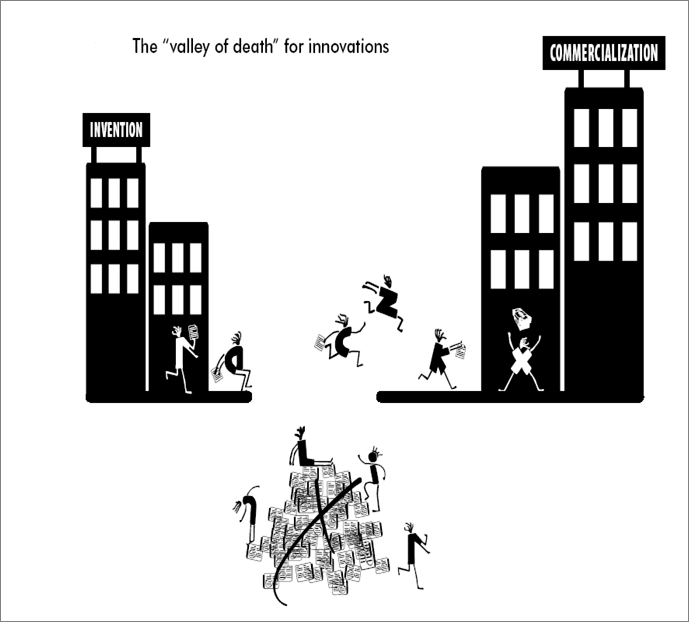 The “valley of death” for innovations
COMMERCIALIZATION
INVENTION